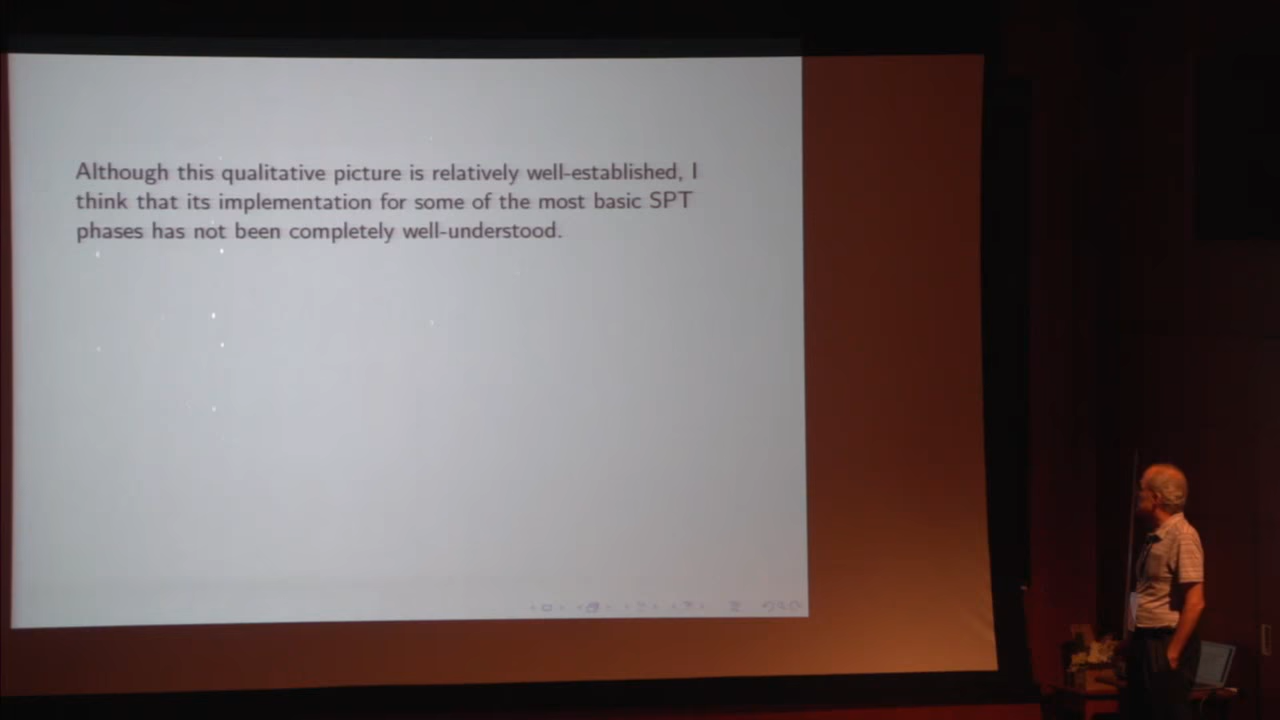 Although this qualitative picture is relatively well-established, I
think that its implementation for some of the most basic SPT
phases has not been completely well-understood.